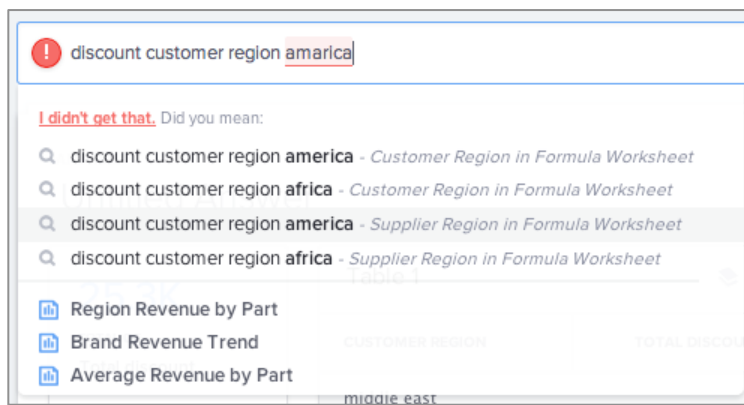 discount customer region amarica
I didn't get that. Did you mean:
discount customer region america - Customer Region in Formula Worksheet
discount customer region africa - Customer Region in Formula Worksheet
discount customer region america - Supplier Region in Formula Worksheet
discount customer region africa - Supplier Region in Formula Worksheet
Table 1
Region Revenue by Part
Brand Revenue Trend
CUSTOMER REGION TOTAL DISCOU
Average Revenue by Part
middle east